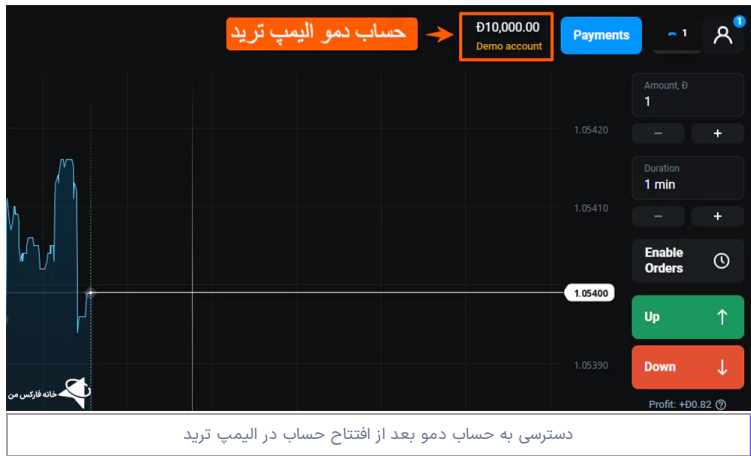 حساب دمو الیمپ ترید
Đ10,000.00
Demo account
Payments
1
1
Amount, Đ
1
1.05420
Duration
1 min
1.05410
Enable
Orders
1.05400
Up
Down
1.05390
خانه فارکس من
Profit: +Đ0.82
دسترسی به حساب دمو بعد از افتتاح حساب در الیمپ ترید